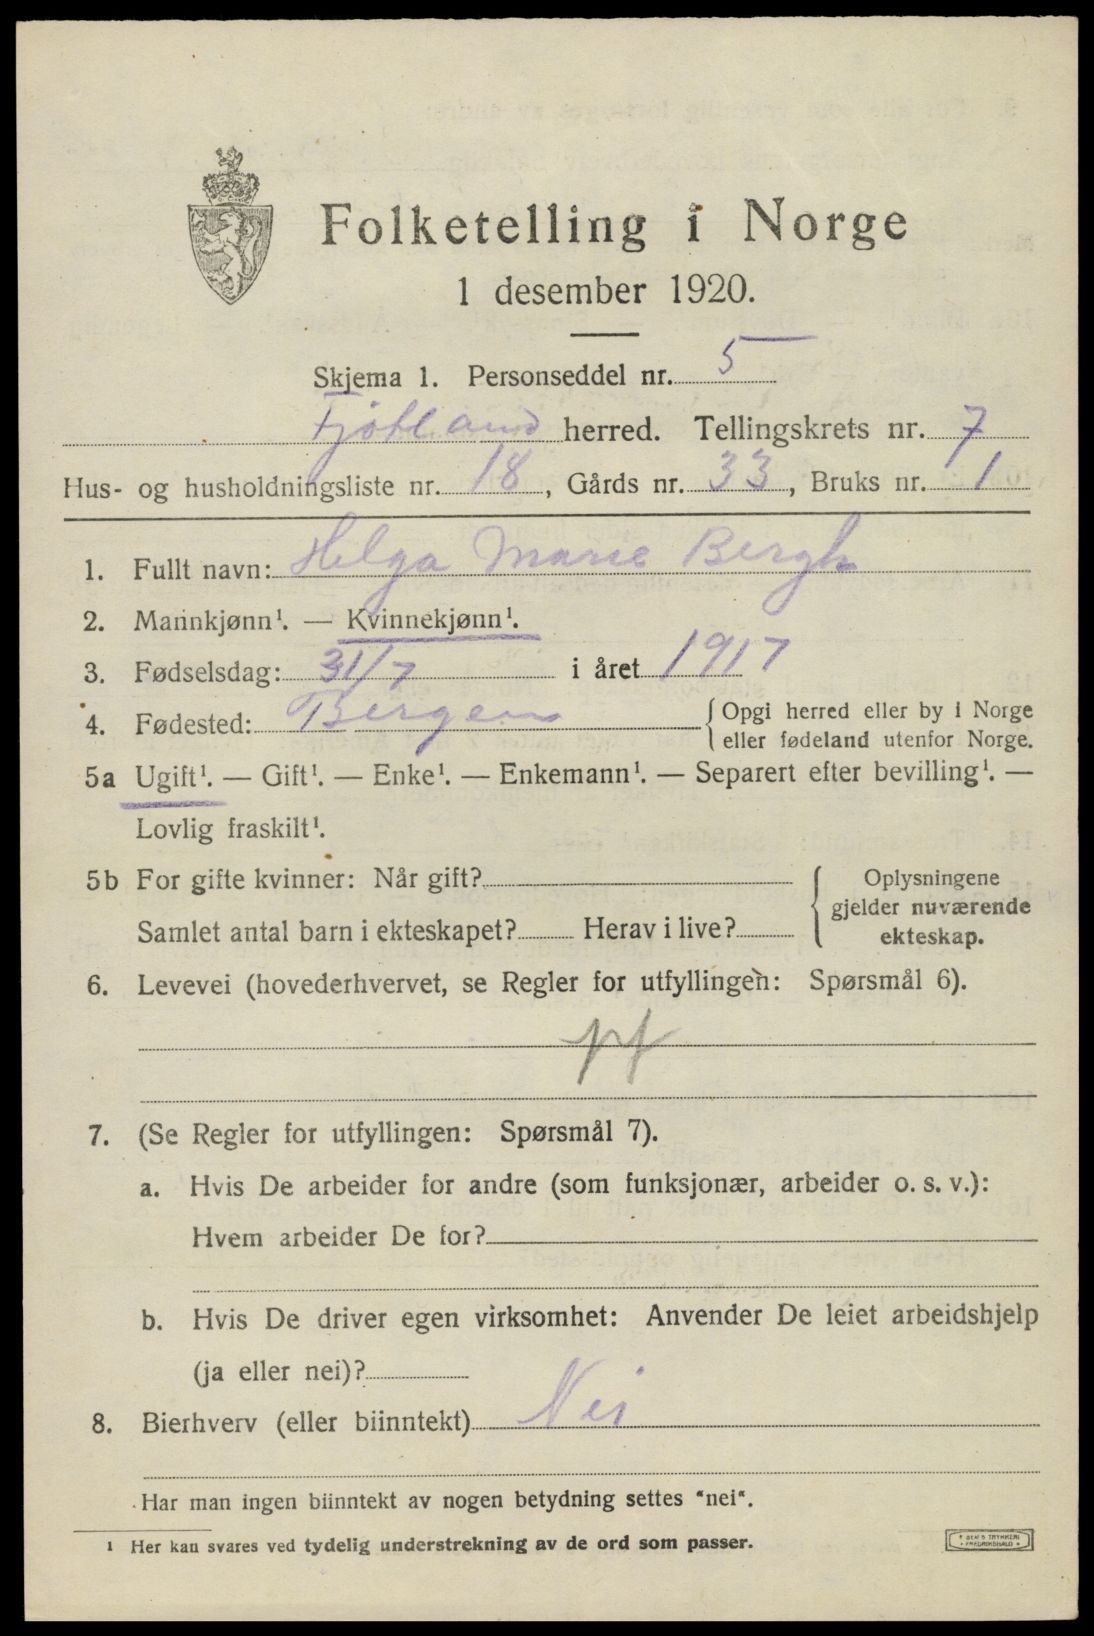 Folketelling i Norge
1 desember 1920.
Skjema 1. Personseddel nr. 5
Fjotland herred. Tellingskrets nr. 7
Hus- og husholdningsliste nr. 18, Gårds nr. 33, Bruks nr. 1
1. Fullt navn: Helga Marie Bergh
2. Mannkjønn¹. — Kvinnekjønn¹.
3. Fødselsdag: 31/7 i året 1917
4. Fødested: Bergen {Opgi herred eller by i Norge
eller fødeland utenfor Norge.
5a Ugift¹. — Gift¹. — Enke¹. — Enkemann¹. — Separert efter bevilling¹. —
Lovlig fraskilt¹.
5b For gifte kvinner: Når gift?
Samlet antal barn i ekteskapet? Herav i live?
{Oplysningene
gjelder nuværende
ekteskap.
6. Levevei (hovederhvervet, se Regler for utfyllingen: Spørsmål 6).
pf
7. (Se Regler for utfyllingen: Spørsmål 7).
a. Hvis De arbeider for andre (som funksjonær, arbeider o. s. v.):
Hvem arbeider De for?
b. Hvis De driver egen virksomhet: Anvender De leiet arbeidshjelp
(ja eller nei)?
8. Bierhverv (eller biinntekt) Nei
Har man ingen biinntekt av nogen betydning settes "nei".
¹ Her kan svares ved tydelig understrekning av de ord som passer.